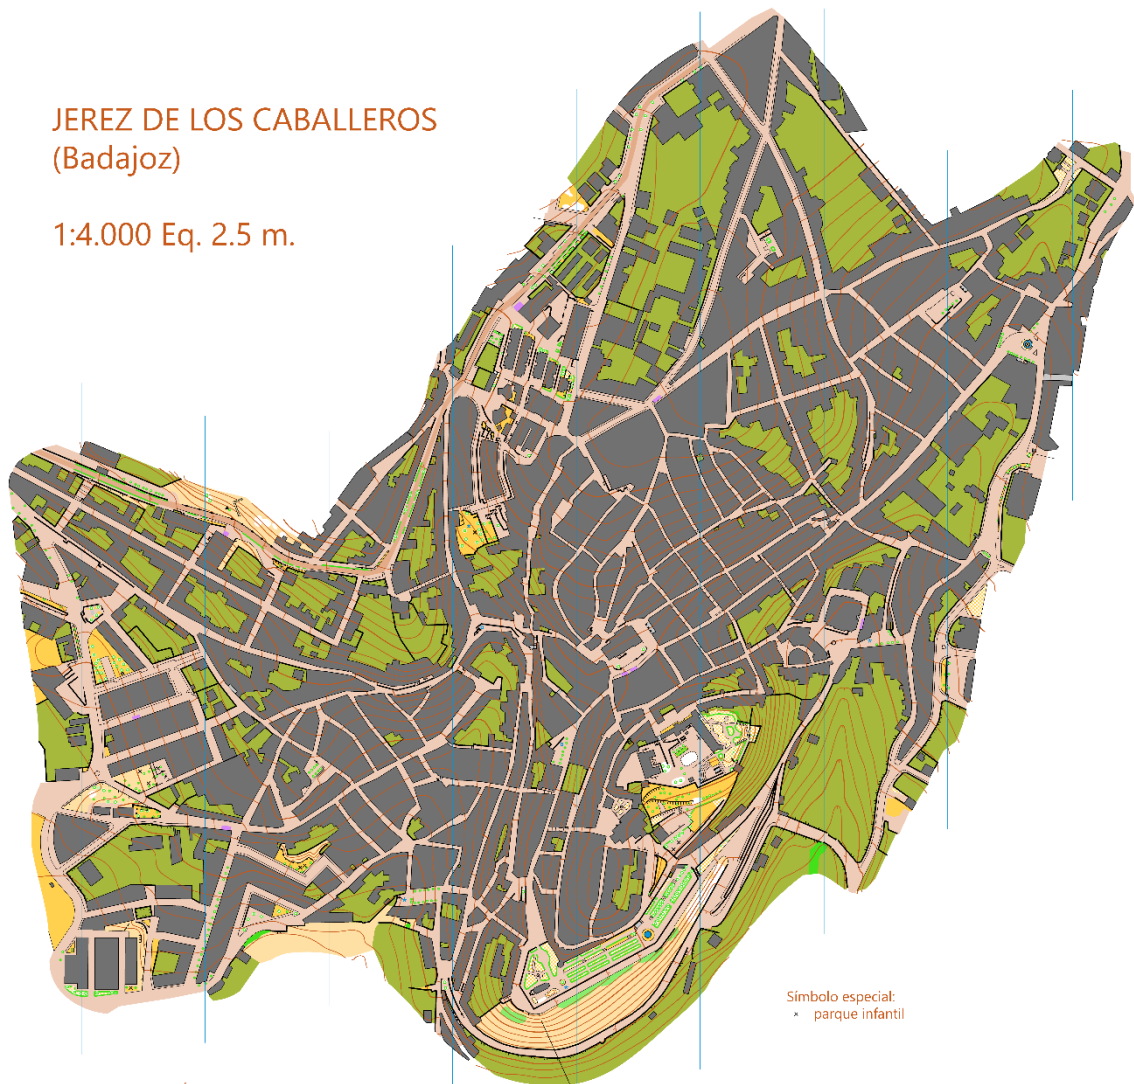 JEREZ DE LOS CABALLEROS
(Badajoz)
1:4.000 Eq. 2.5 m.
Símbolo especial:
× parque infantil